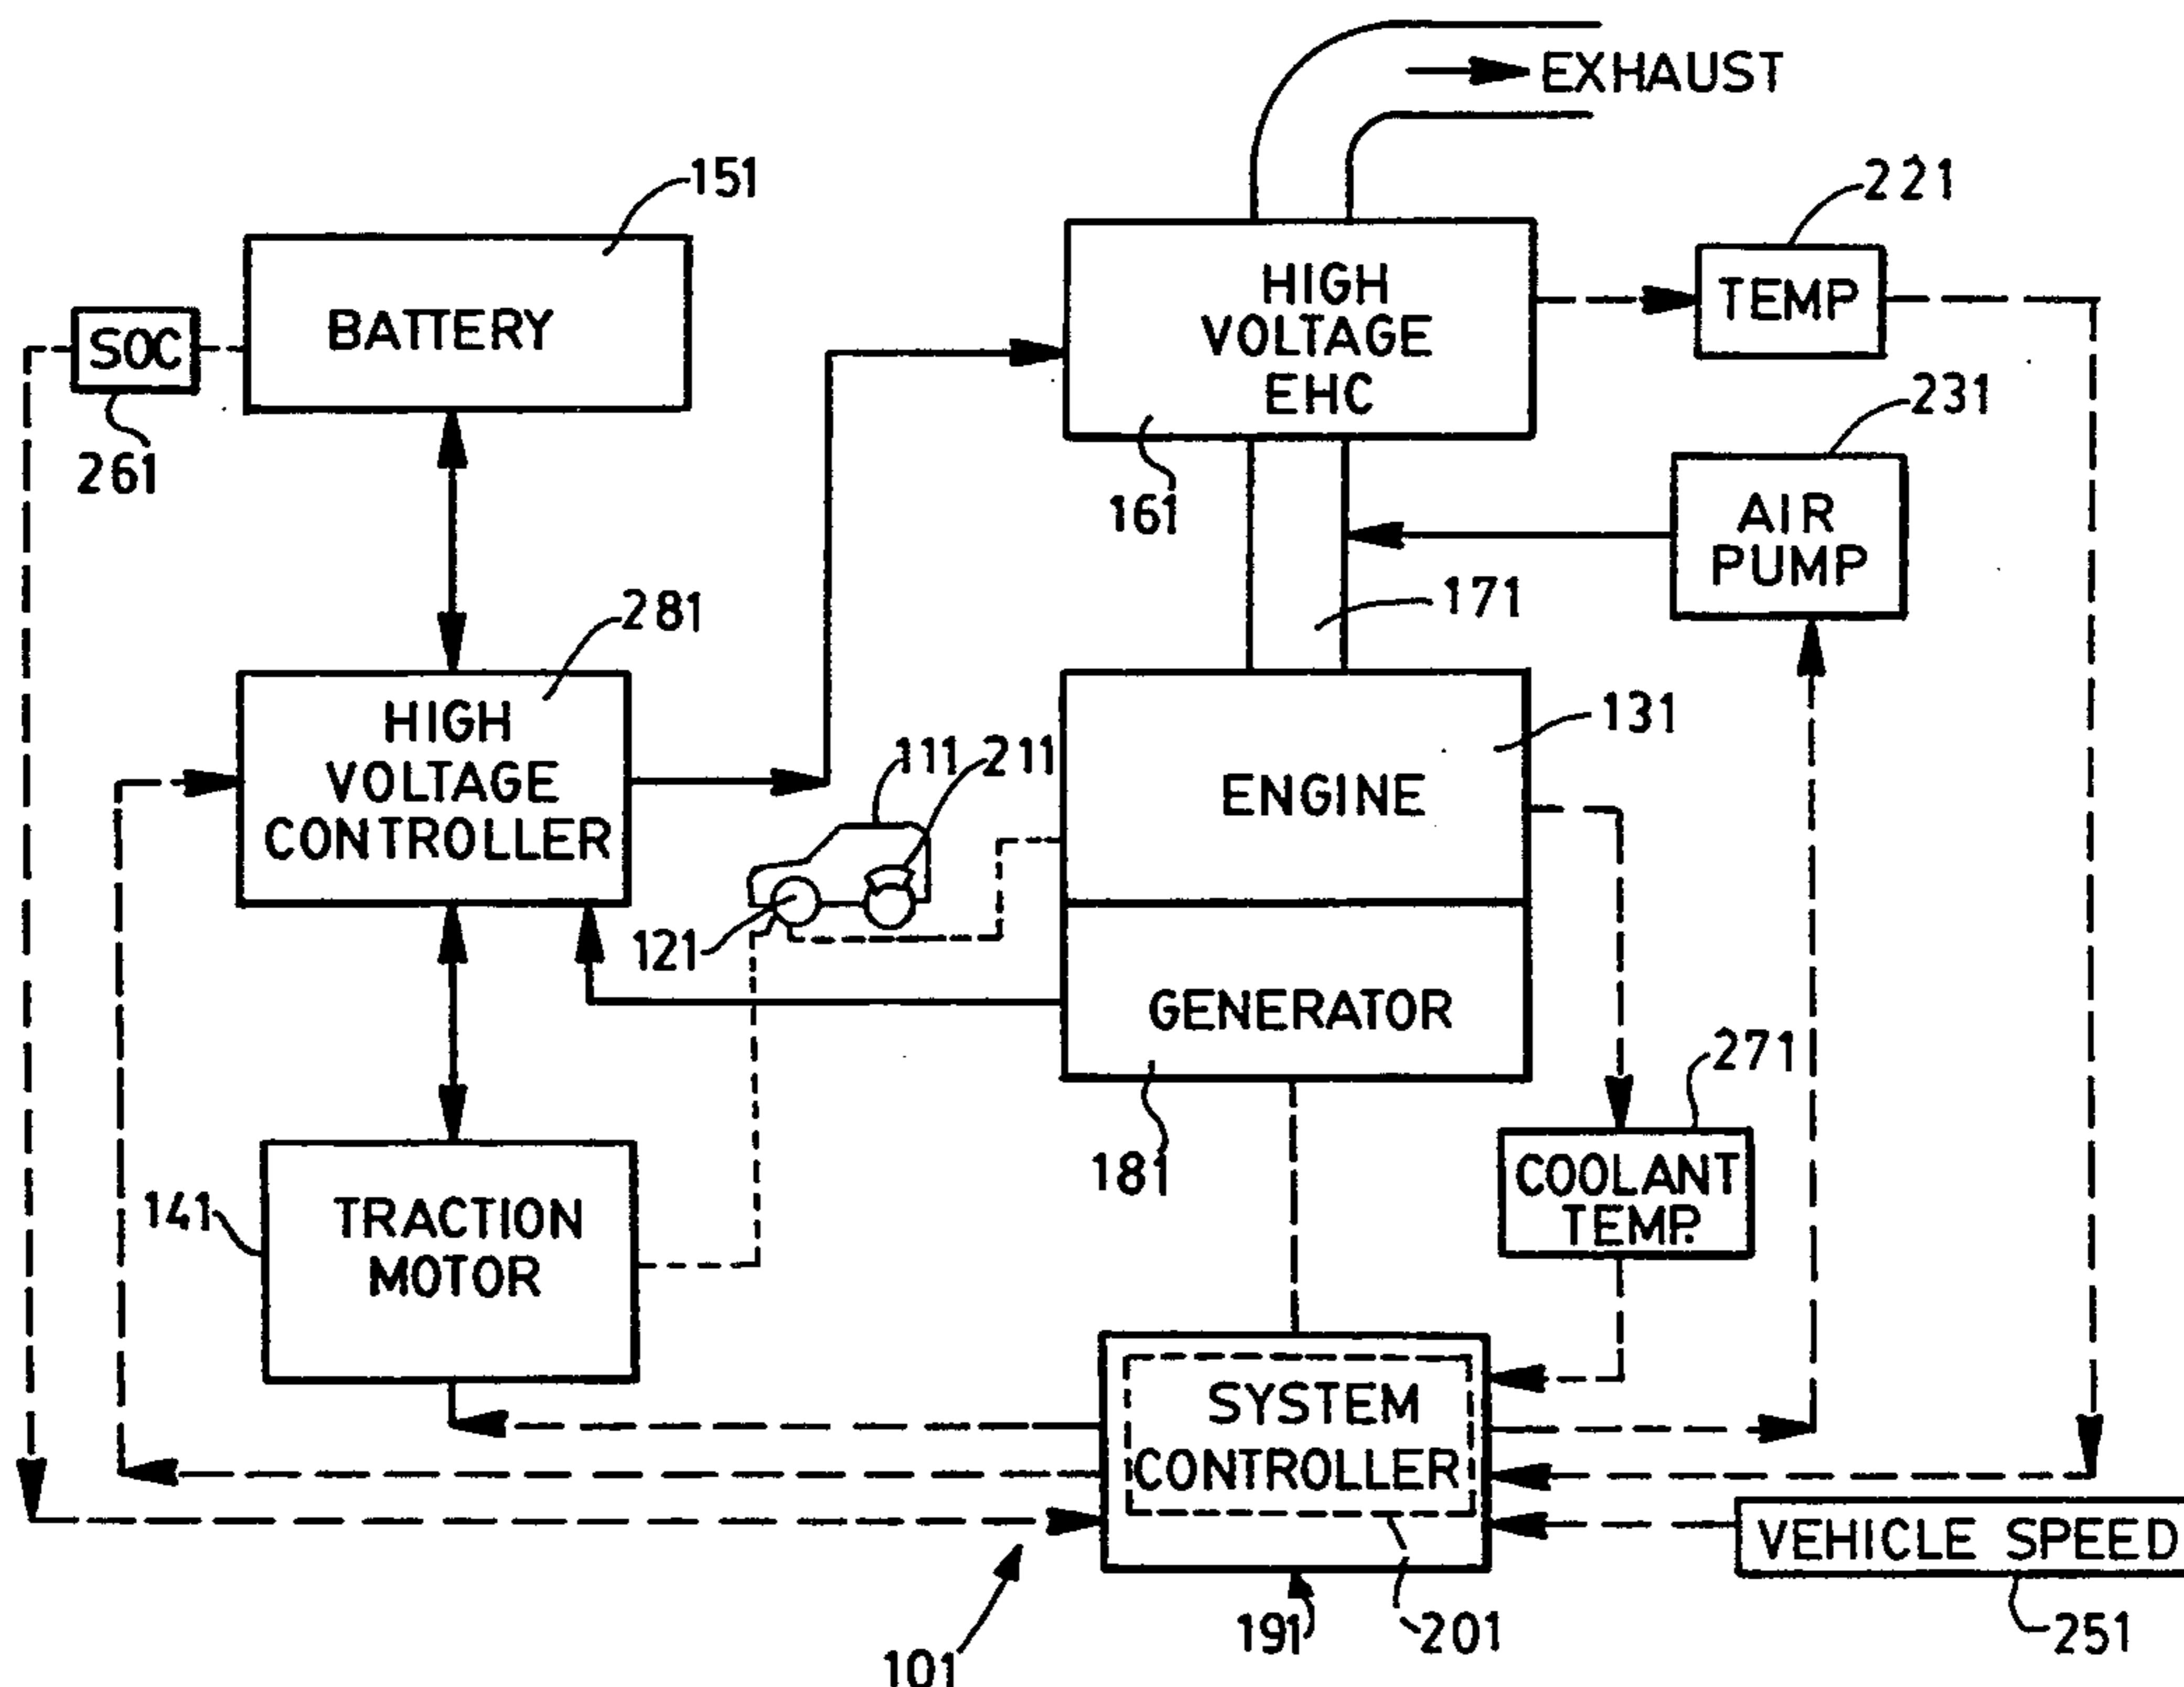 EXHAUST
151
221
BATTERY
HIGH
VOLTAGE
EHC
TEMP
SOC
261
231
161
AIR
PUMP
281
171
HIGH
VOLTAGE
CONTROLLER
111
211
131
ENGINE
121
GENERATOR
271
181
COOLANT
TEMP.
141
TRACTION
MOTOR
SYSTEM
CONTROLLER
VEHICLE SPEED
191
201
251
101